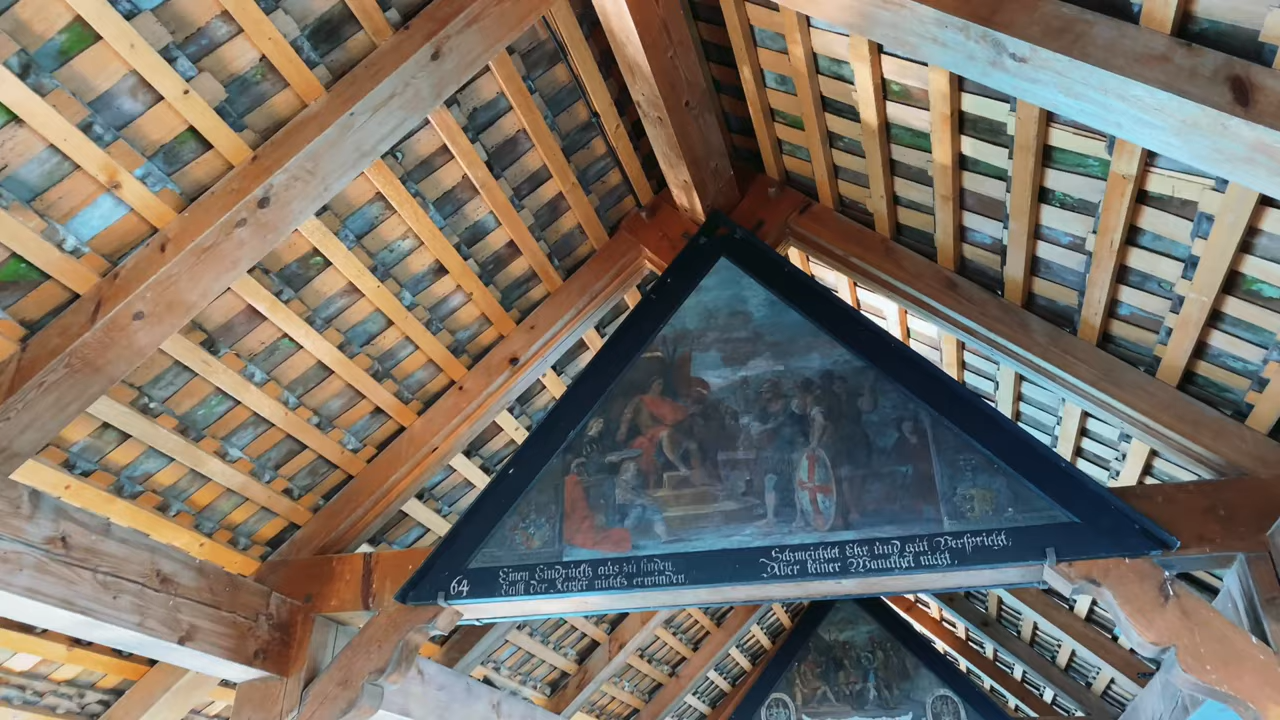 64
Einen Eindruckh aus zu finden,
Lasst der Keiser nichts erwinden,
Schmeichlet, Ehr, und gut Verspricht,
Aber keiner Wanckhet nicht,